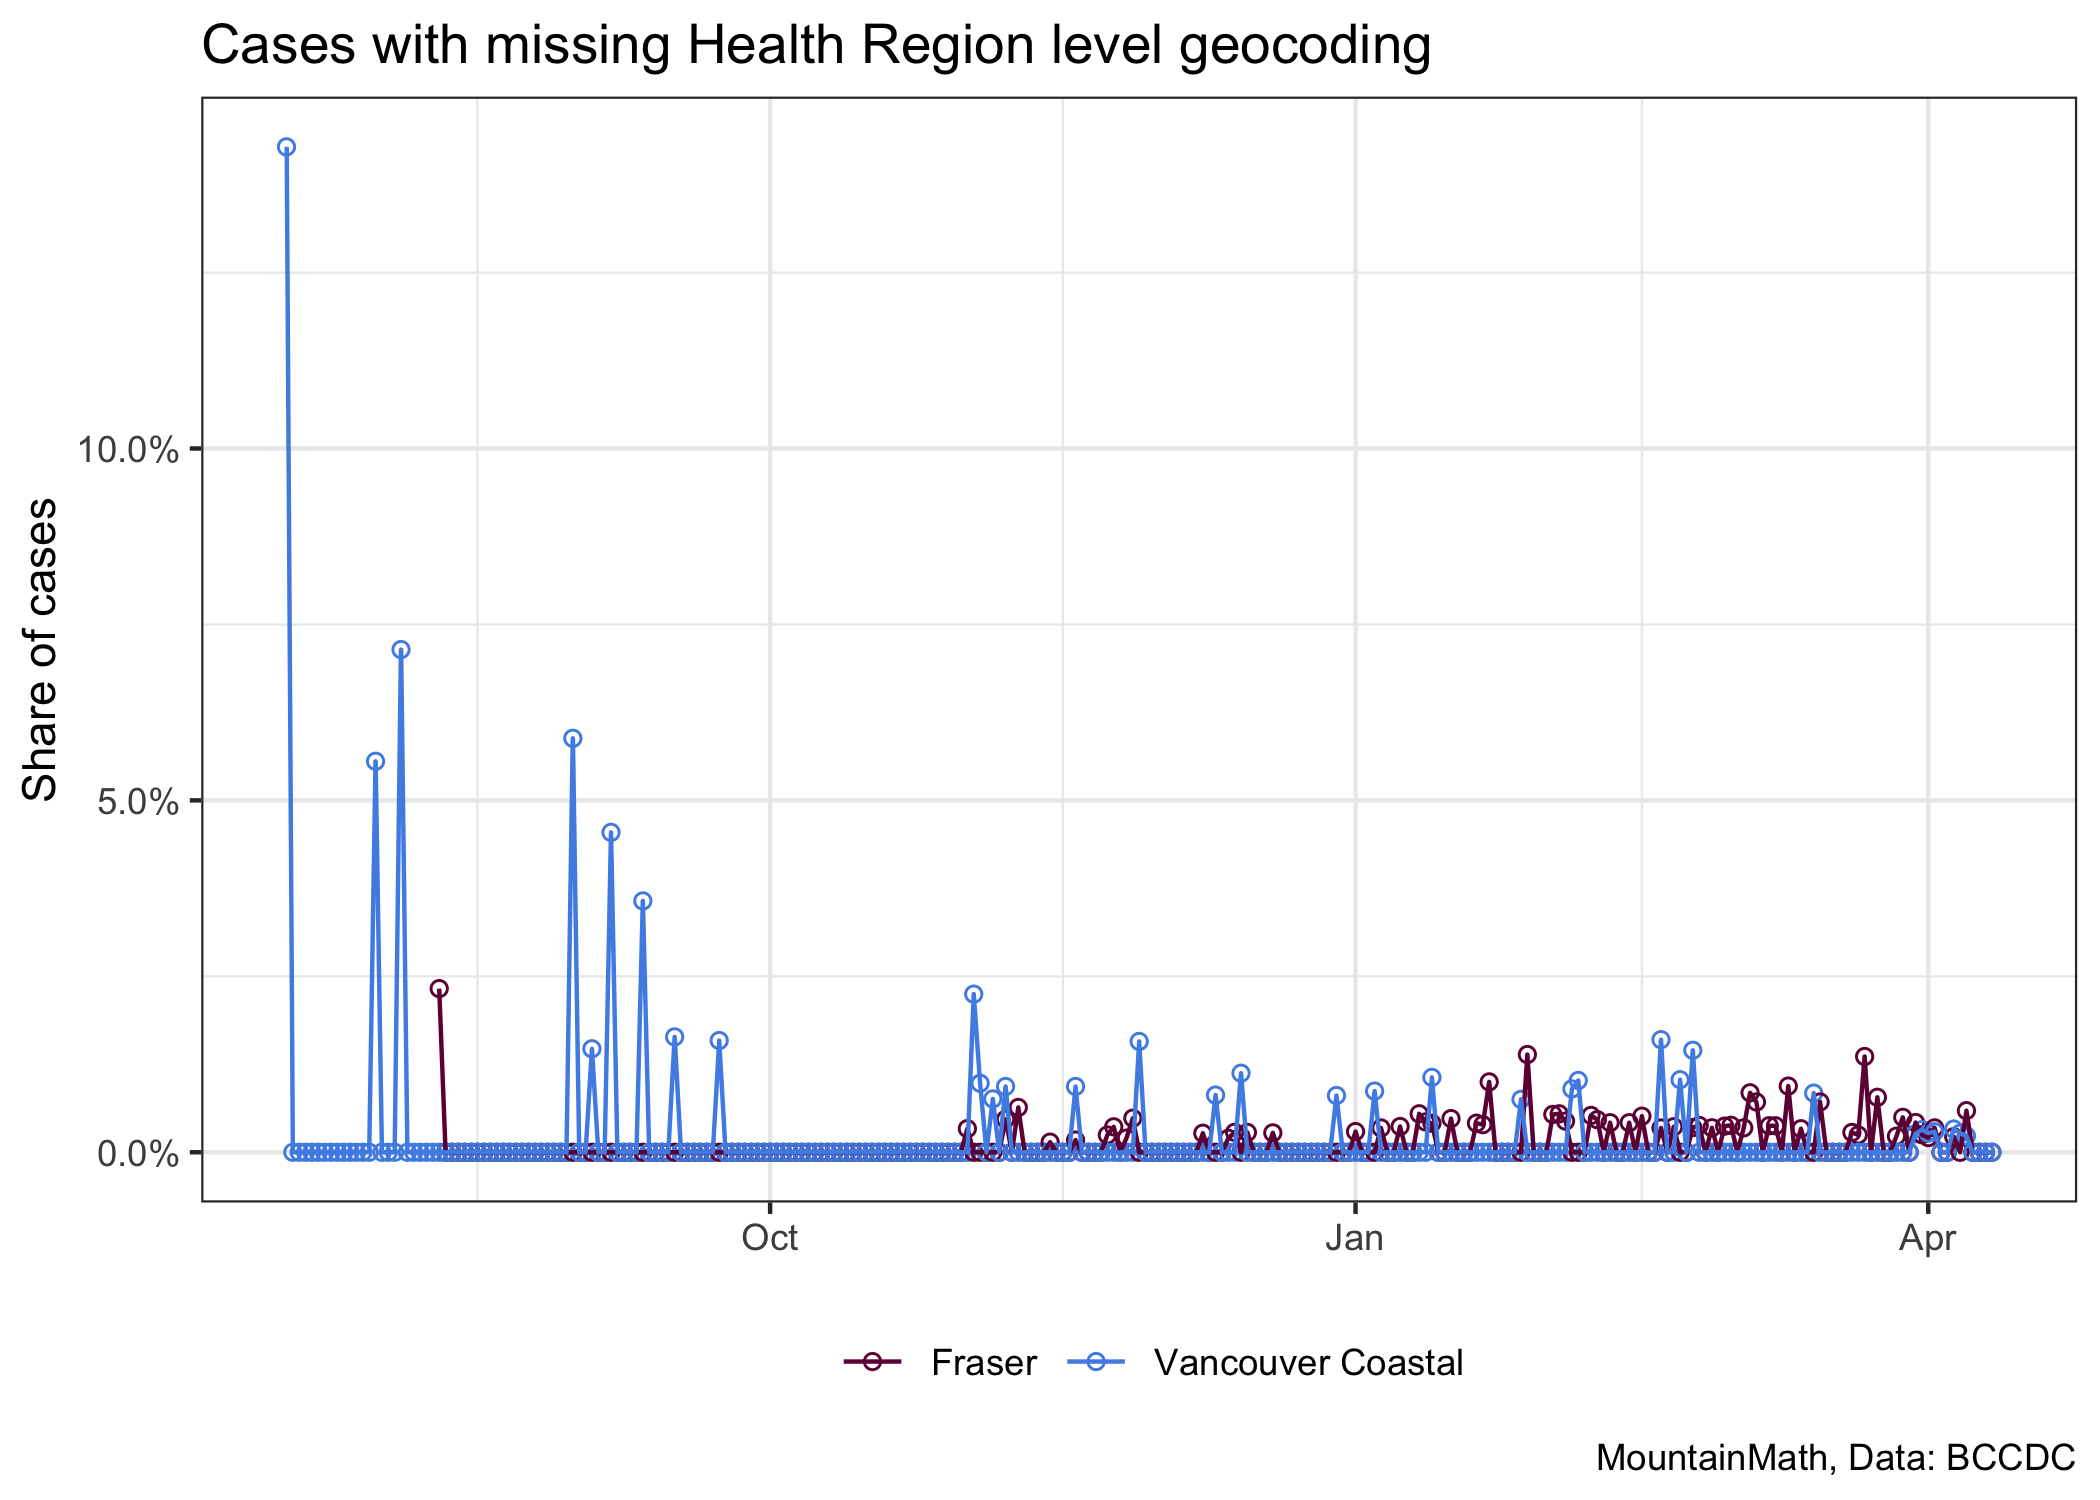 Cases with missing Health Region level geocoding
Share of cases
10.0%
5.0%
0.0%
Oct
Jan
Apr
Fraser
Vancouver Coastal
MountainMath, Data: BCCDC